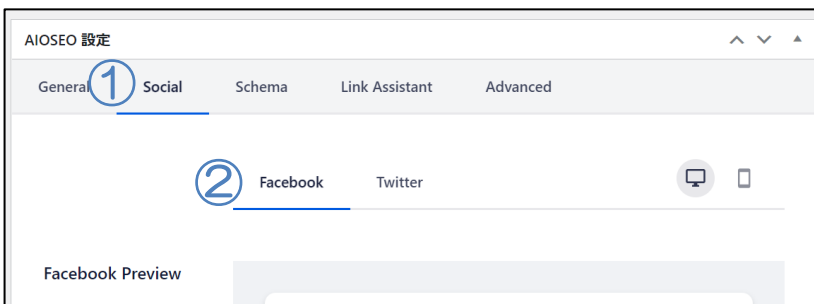 AIOSEO 設定
General ① Social Schema Link Assistant Advanced
② Facebook Twitter
Facebook Preview